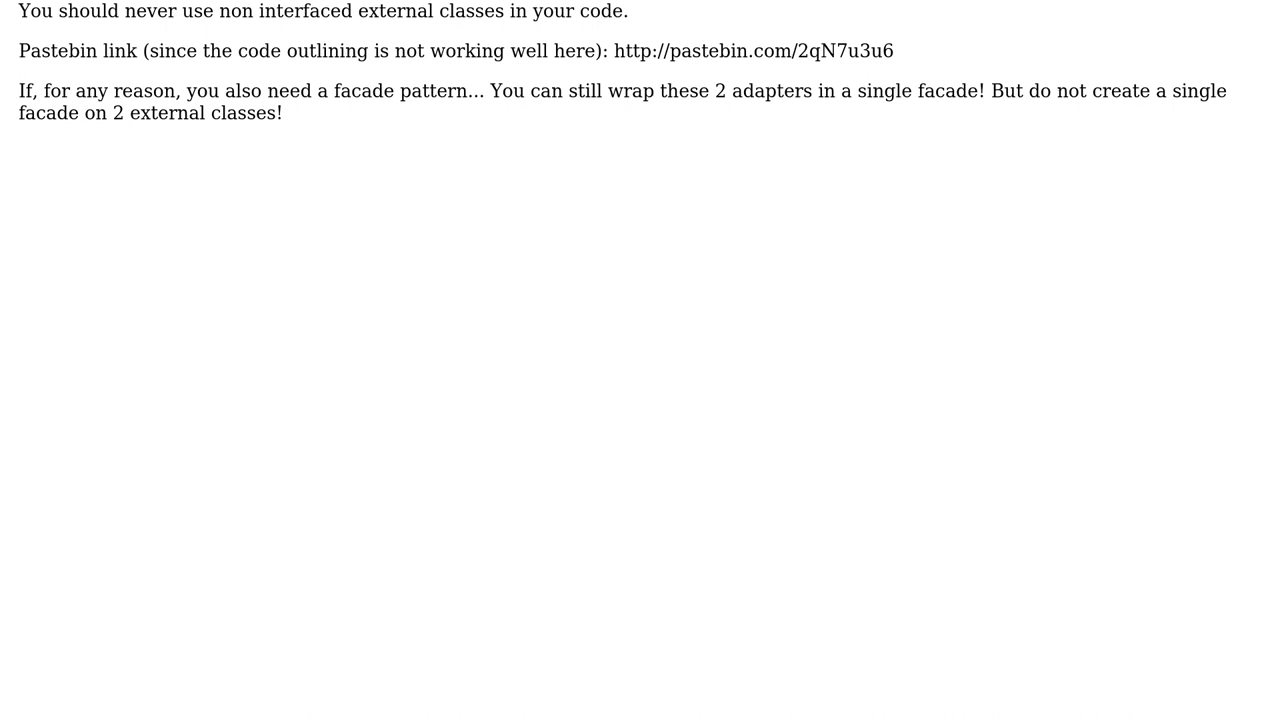 You should never use non interfaced external classes in your code.
Pastebin link (since the code outlining is not working well here): http://pastebin.com/2qN7u3u6
If, for any reason, you also need a facade pattern... You can still wrap these 2 adapters in a single facade! But do not create a single
facade on 2 external classes!